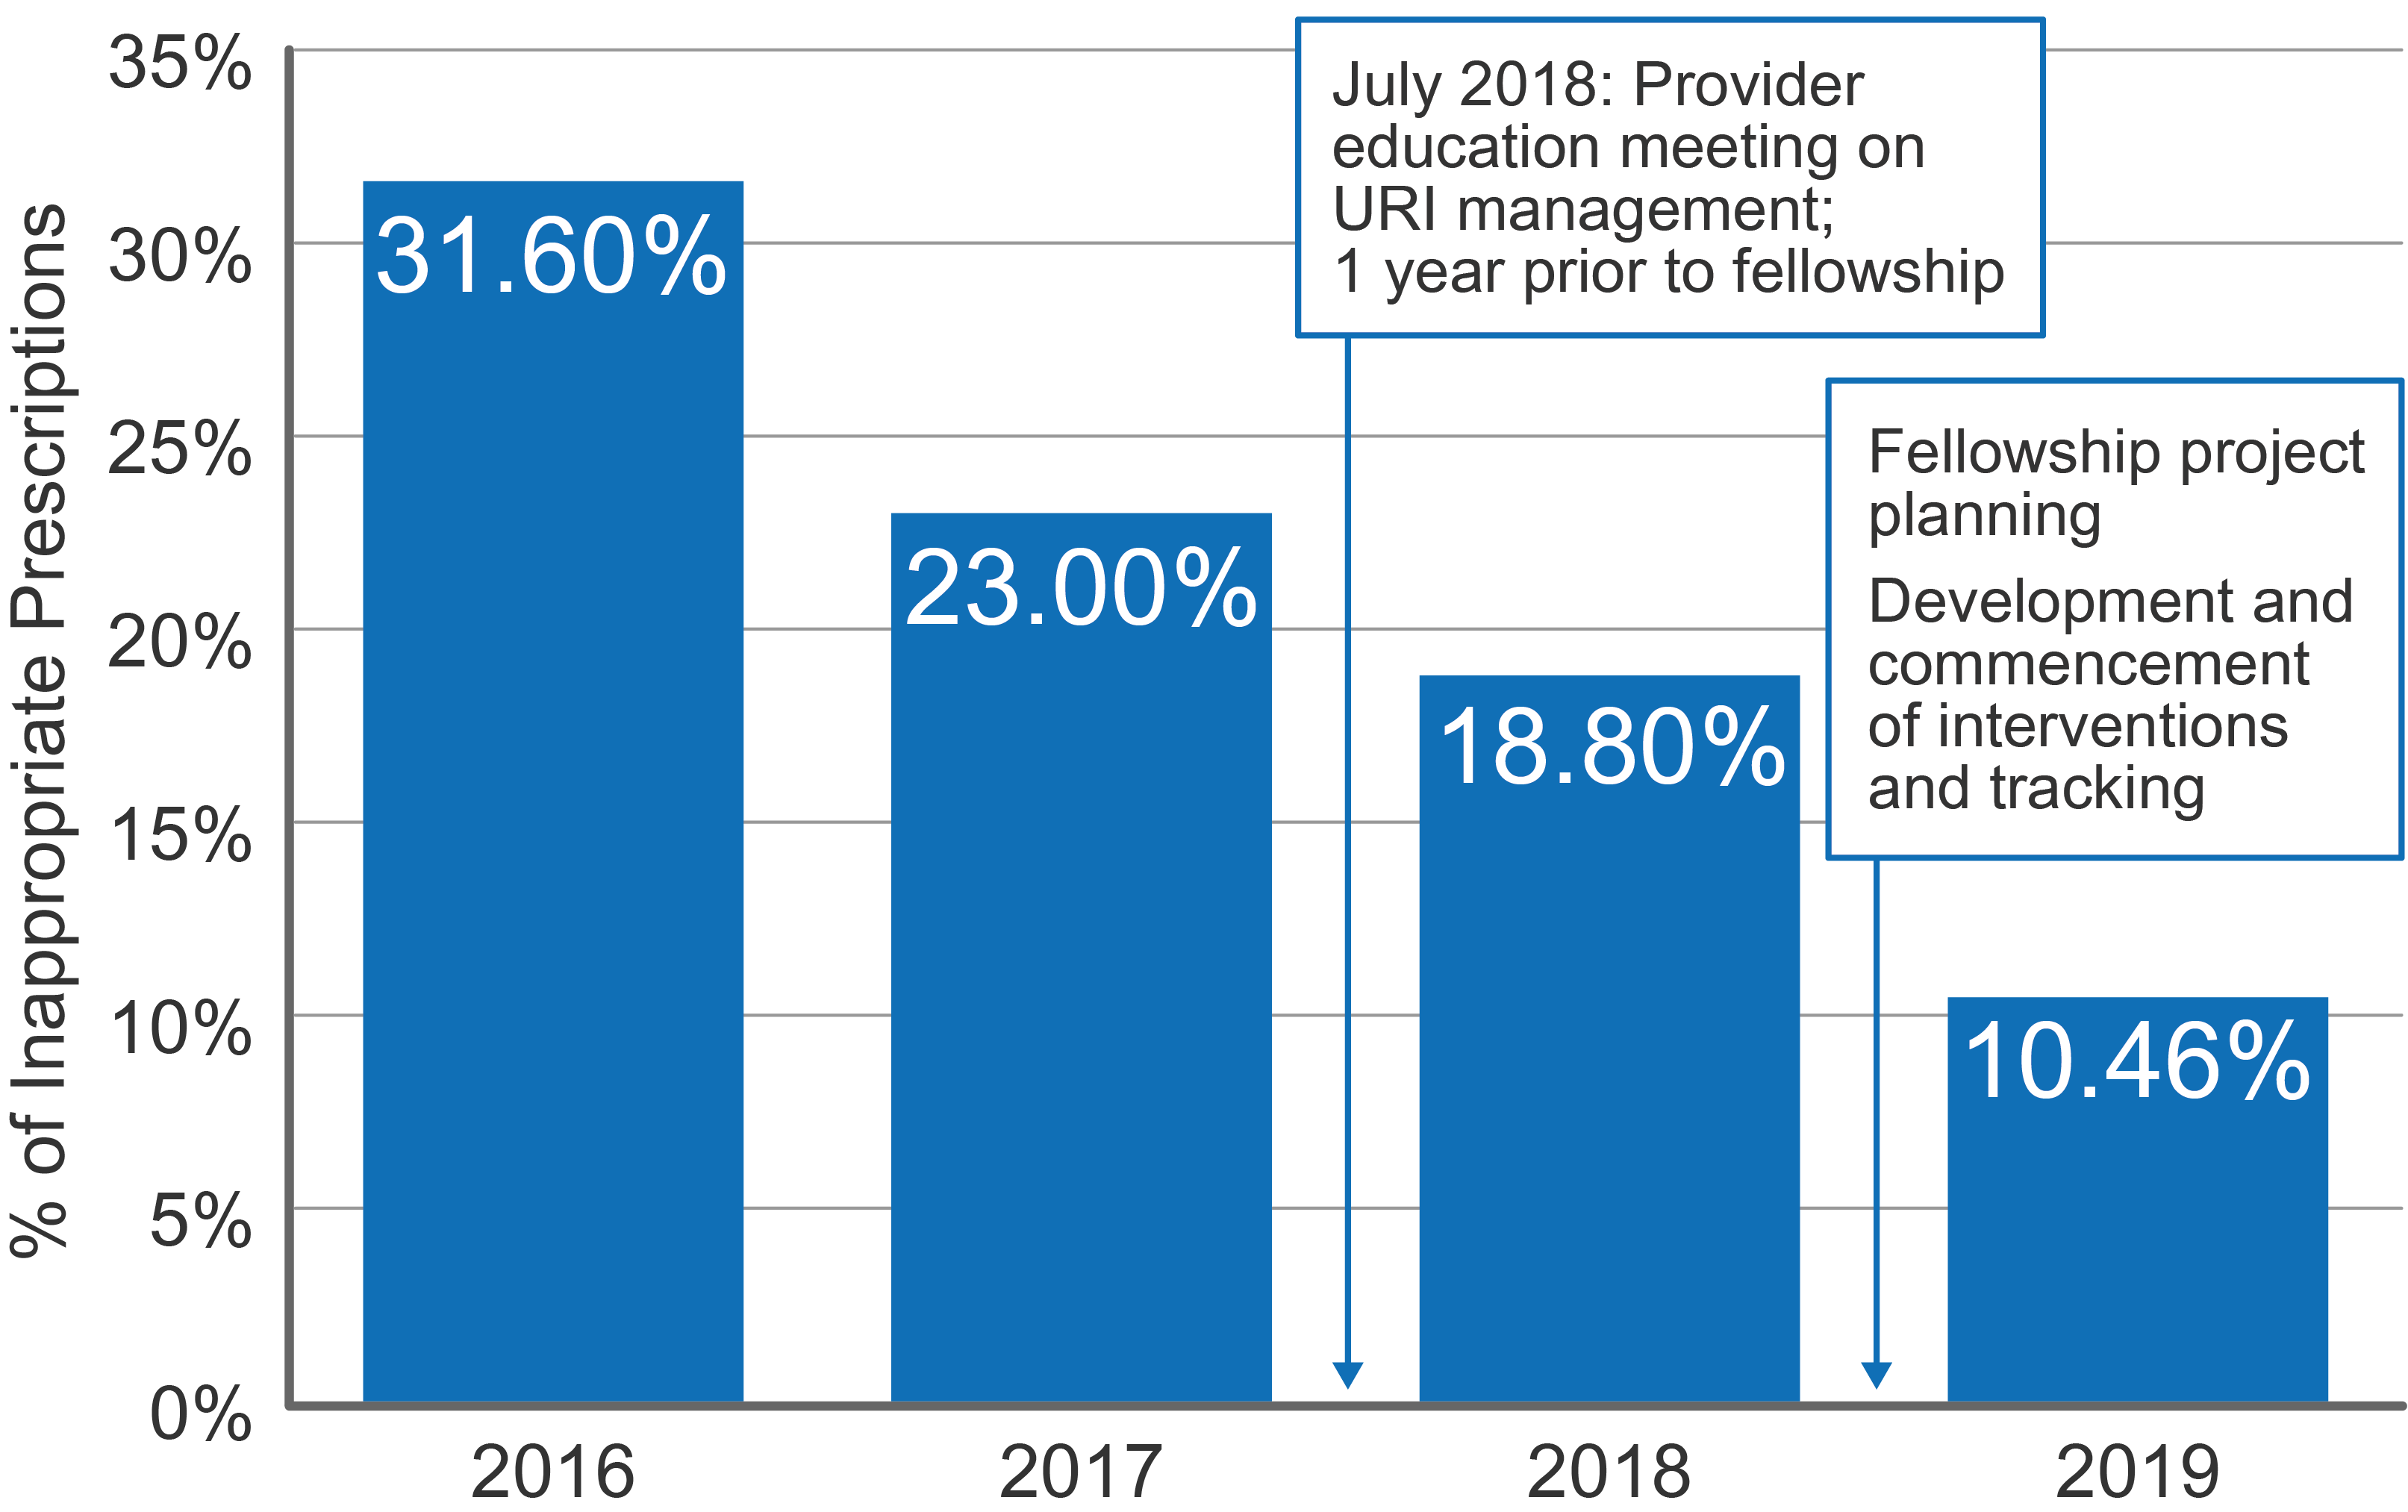 % of Inappropriate Prescriptions
35%
30%
25%
20%
15%
10%
5%
0%
31.60%
23.00%
18.80%
10.46%
July 2018: Provider
education meeting on
URI management;
1 year prior to fellowship
Fellowship project
planning
Development and
commencement
of interventions
and tracking
2016
2017
2018
2019